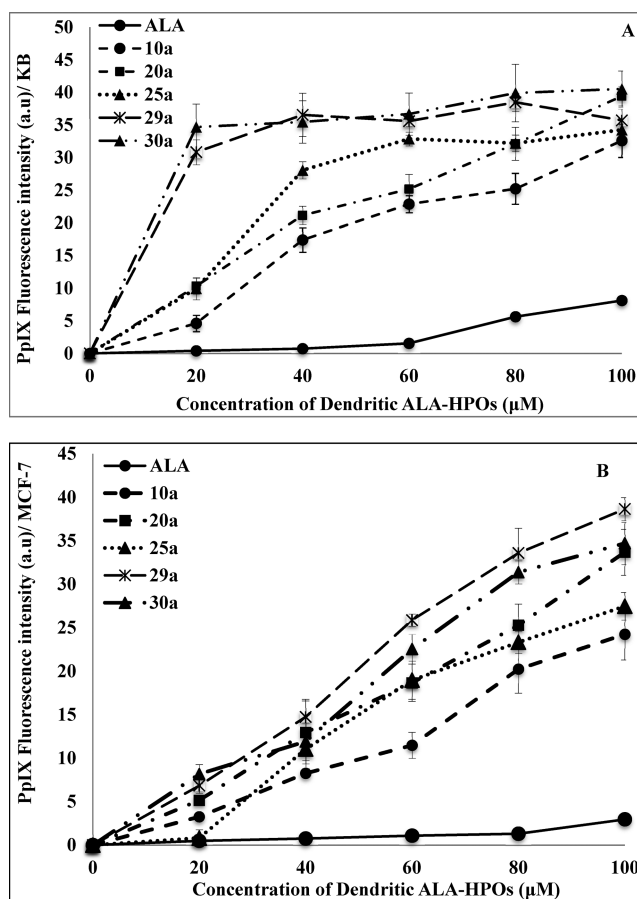 A
PpIX Fluorescence intensity (a.u)/ KB
ALA
10a
20a
25a
29a
30a
50
45
40
35
30
25
20
15
10
5
0
0 20 40 60 80 100
Concentration of Dendritic ALA-HPOs (µM)
B
PpIX Fluorescence intensity (a.u)/ MCF-7
ALA
10a
20a
25a
29a
30a
45
40
35
30
25
20
15
10
5
0
0 20 40 60 80 100
Concentration of Dendritic ALA-HPOs (µM)